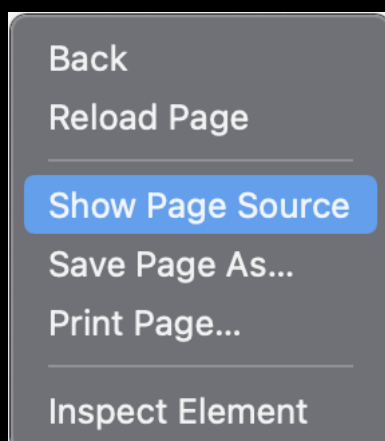 Back
Reload Page
Show Page Source
Save Page As...
Print Page...
Inspect Element